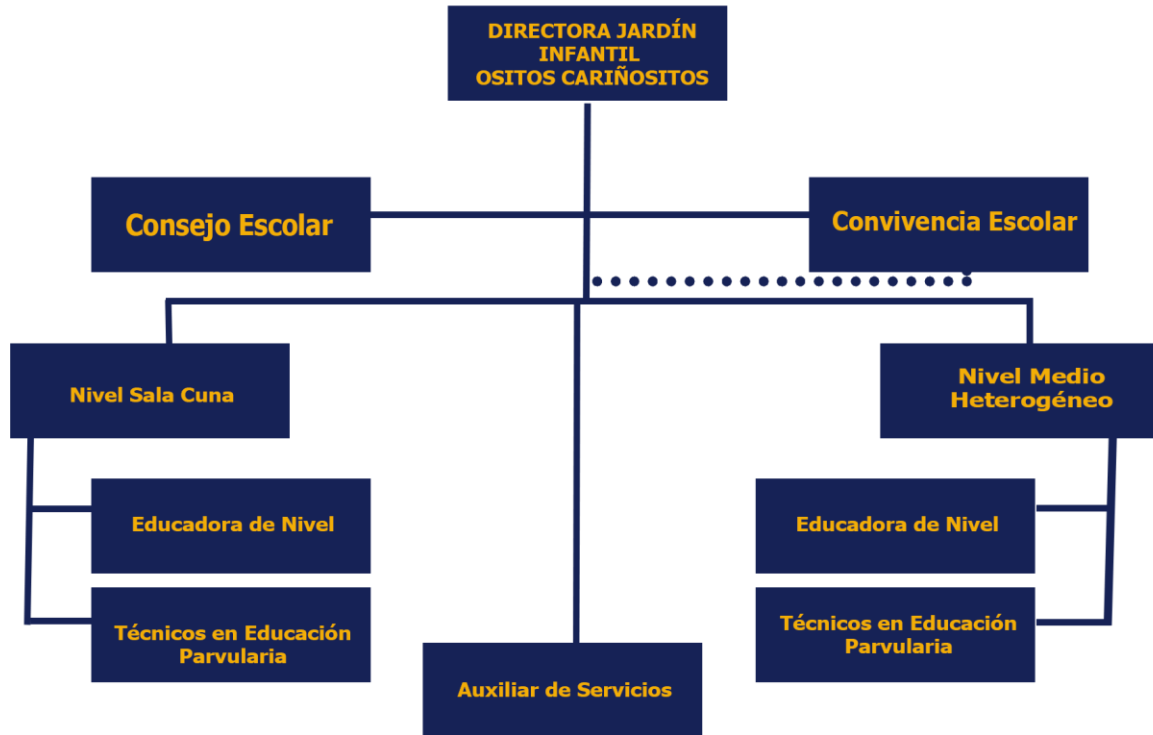 DIRECTORA JARDÍN
INFANTIL
OSITOS CARIÑOSITOS
Consejo Escolar
Convivencia Escolar
Nivel Sala Cuna
Nivel Medio
Heterogéneo
Educadora de Nivel
Educadora de Nivel
Técnicos en Educación
Parvularia
Técnicos en Educación
Parvularia
Auxiliar de Servicios